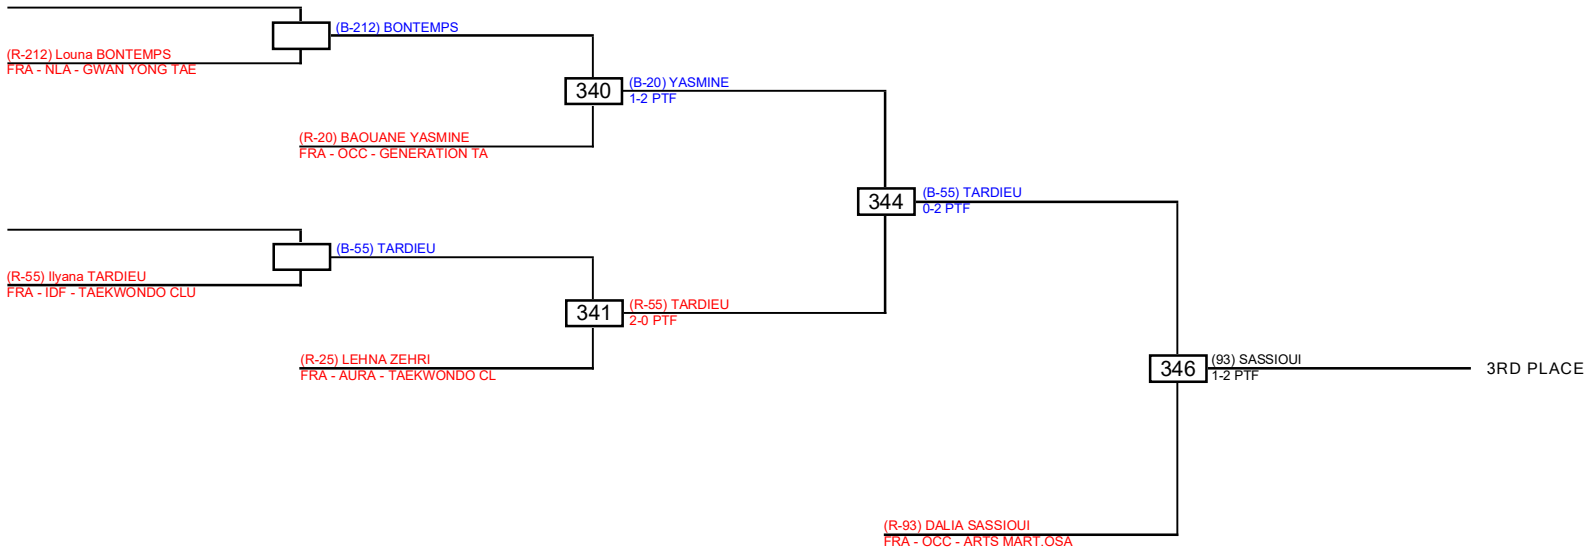 (B-212) BONTEMPS
(R-212) Louna BONTEMPS
FRA - NLA - GWAN YONG TAE
340
(B-20) YASMINE
1-2 PTF
(R-20) BAOUANE YASMINE
FRA - OCC - GENERATION TA
344
(B-55) TARDIEU
0-2 PTF
(B-55) TARDIEU
(R-55) Ilyana TARDIEU
FRA - IDF - TAEKWONDO CLU
341
(R-55) TARDIEU
2-0 PTF
(R-25) LEHNA ZEHRI
FRA - AURA - TAEKWONDO CL
346
(93) SASSIOUI
1-2 PTF
3RD PLACE
(R-93) DALIA SASSIOUI
FRA - OCC - ARTS MART.OSA